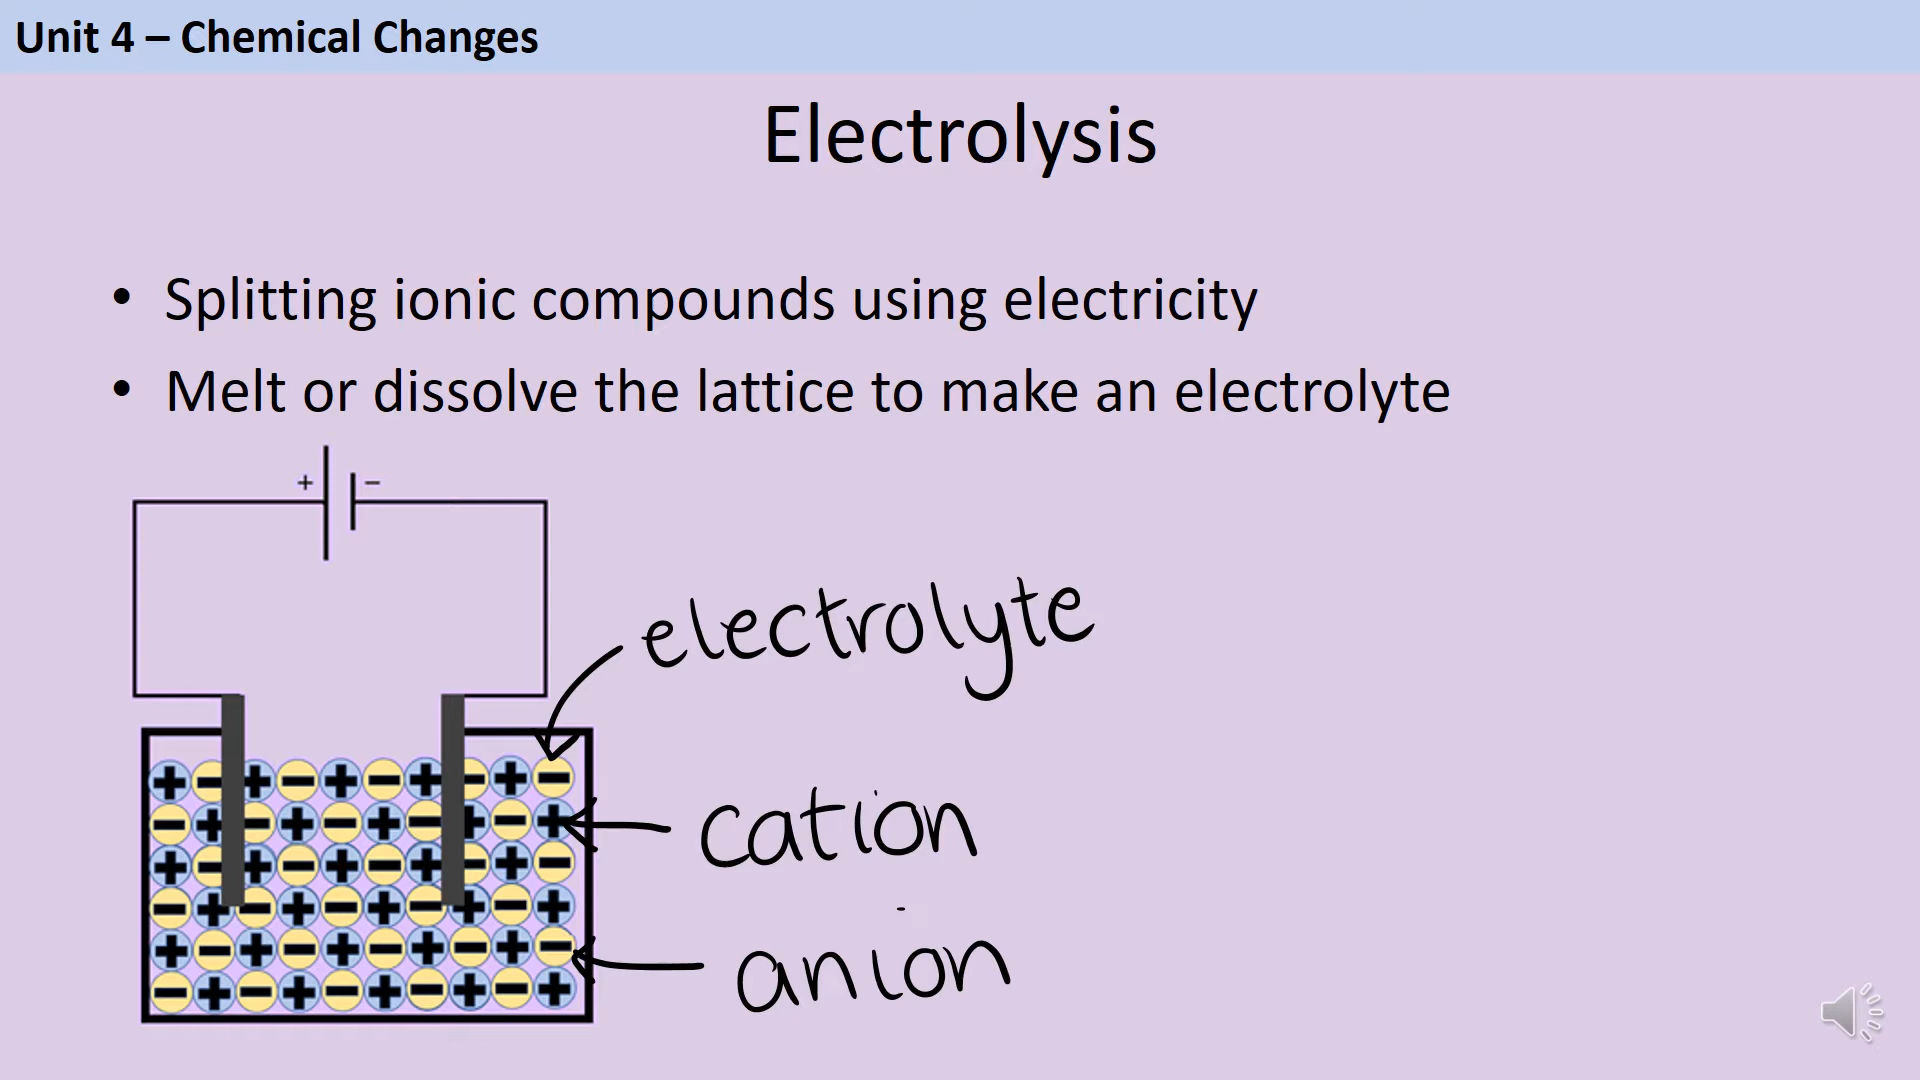 Unit 4 – Chemical Changes
Electrolysis
• Splitting ionic compounds using electricity
• Melt or dissolve the lattice to make an electrolyte
+ −
electrolyte
cation
anion